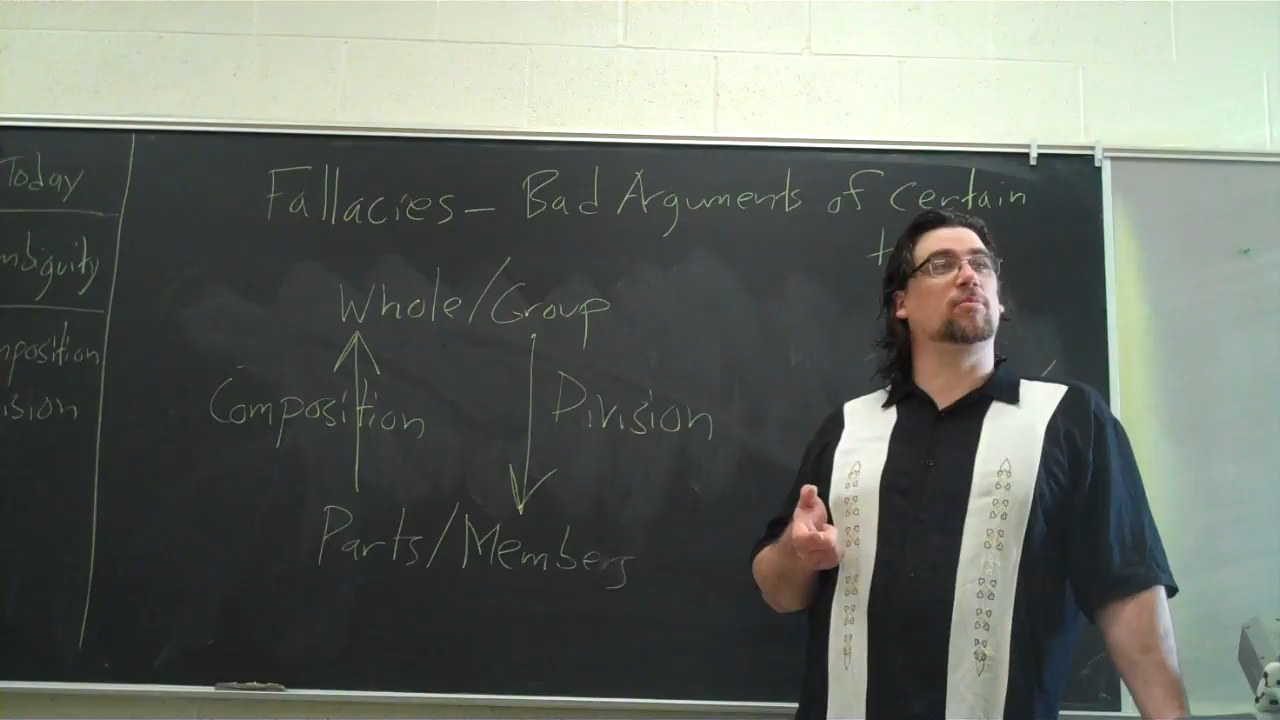 Today
mbiguity
mposition
ision
Fallacies – Bad Arguments of Certain
t
Whole/Group
Composition
Division
Parts/Members